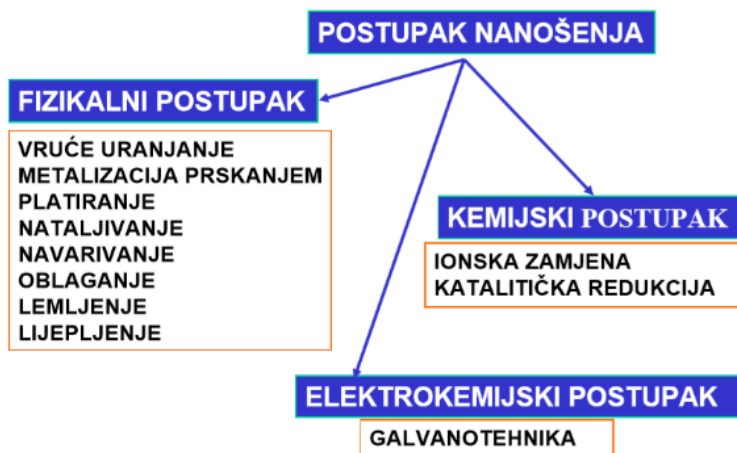 POSTUPAK NANOŠENJA
FIZIKALNI POSTUPAK
VRUĆE URANJANJE
METALIZACIJA PRSKANJEM
PLATIRANJE
NATALJIVANJE
NAVARIVANJE
OBLAGANJE
LEMLJENJE
LIJEPLJENJE
KEMIJSKI POSTUPAK
IONSKA ZAMJENA
KATALITIČKA REDUKCIJA
ELEKTROKEMIJSKI POSTUPAK
GALVANOTEHNIKA